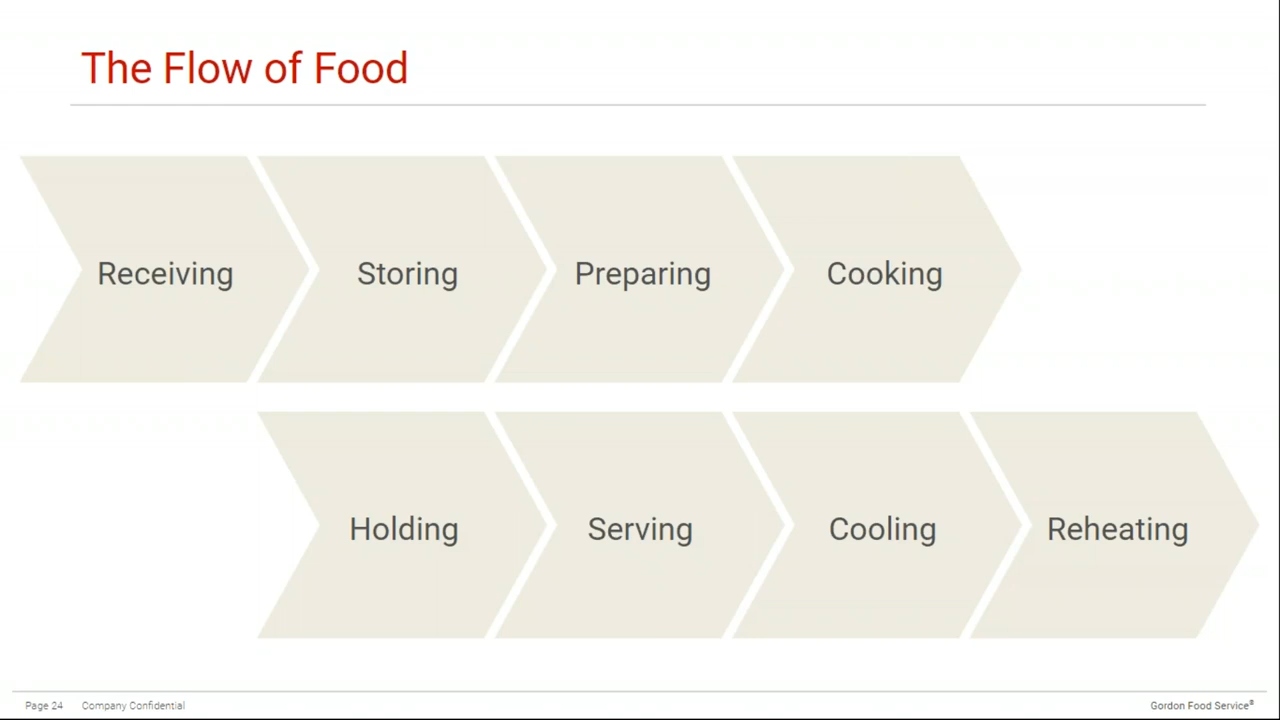 The Flow of Food
Receiving
Storing
Preparing
Cooking
Holding
Serving
Cooling
Reheating
Page 24 Company Confidential
Gordon Food Service®